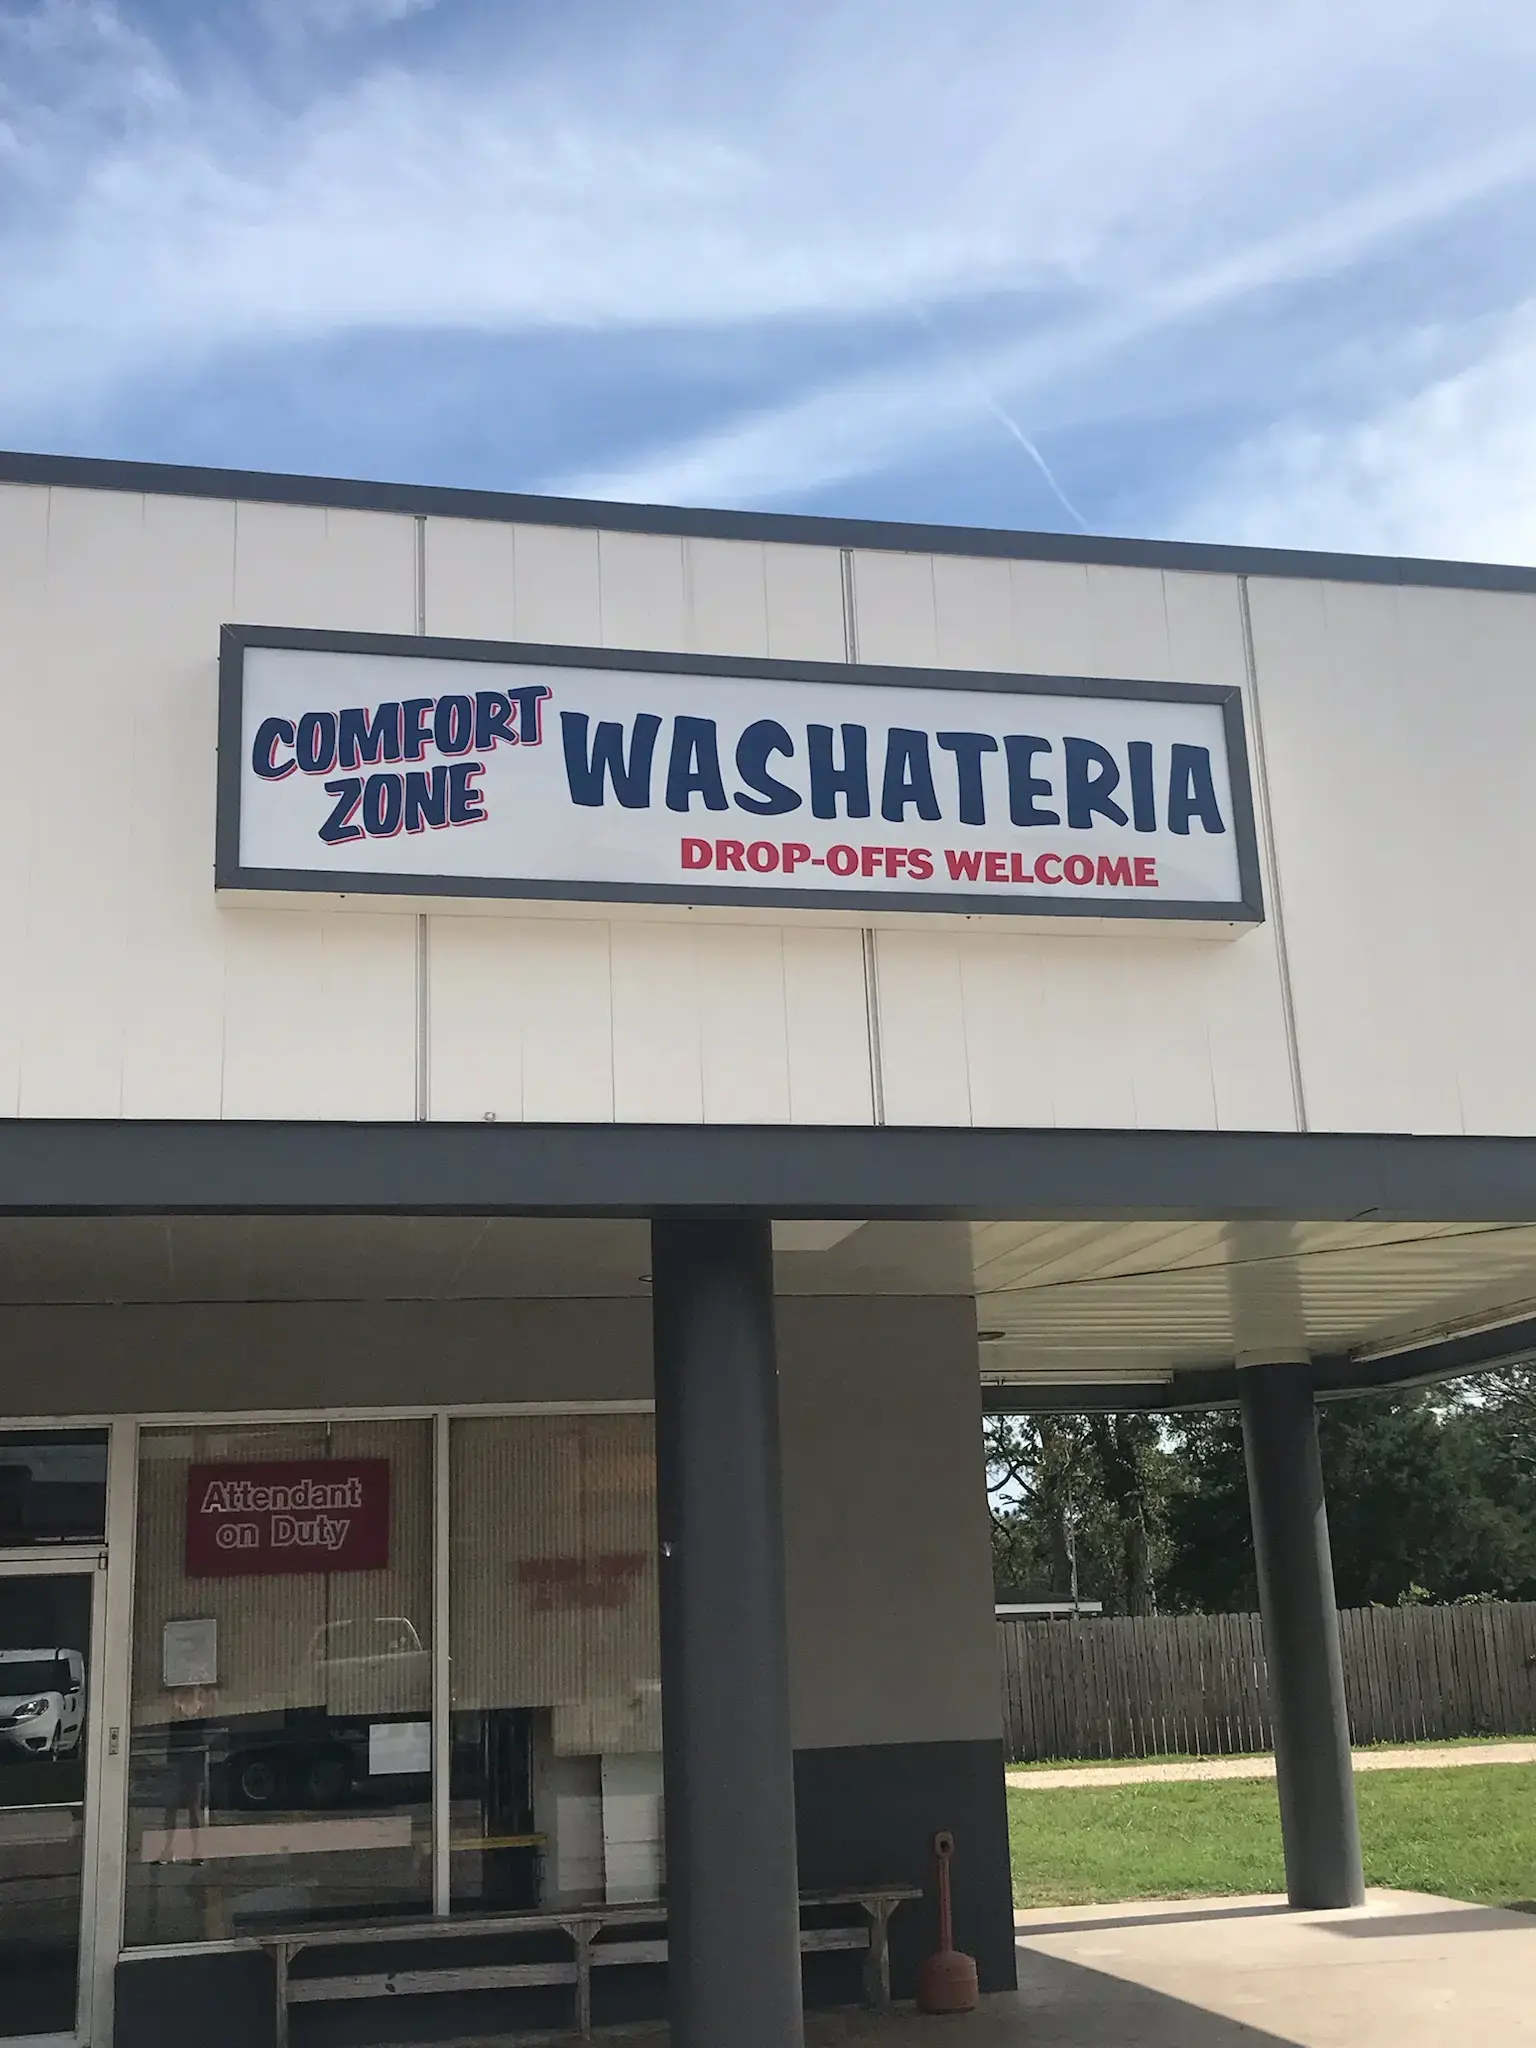 COMFORT
ZONE
WASHATERIA
DROP-OFFS WELCOME
Attendant
on Duty